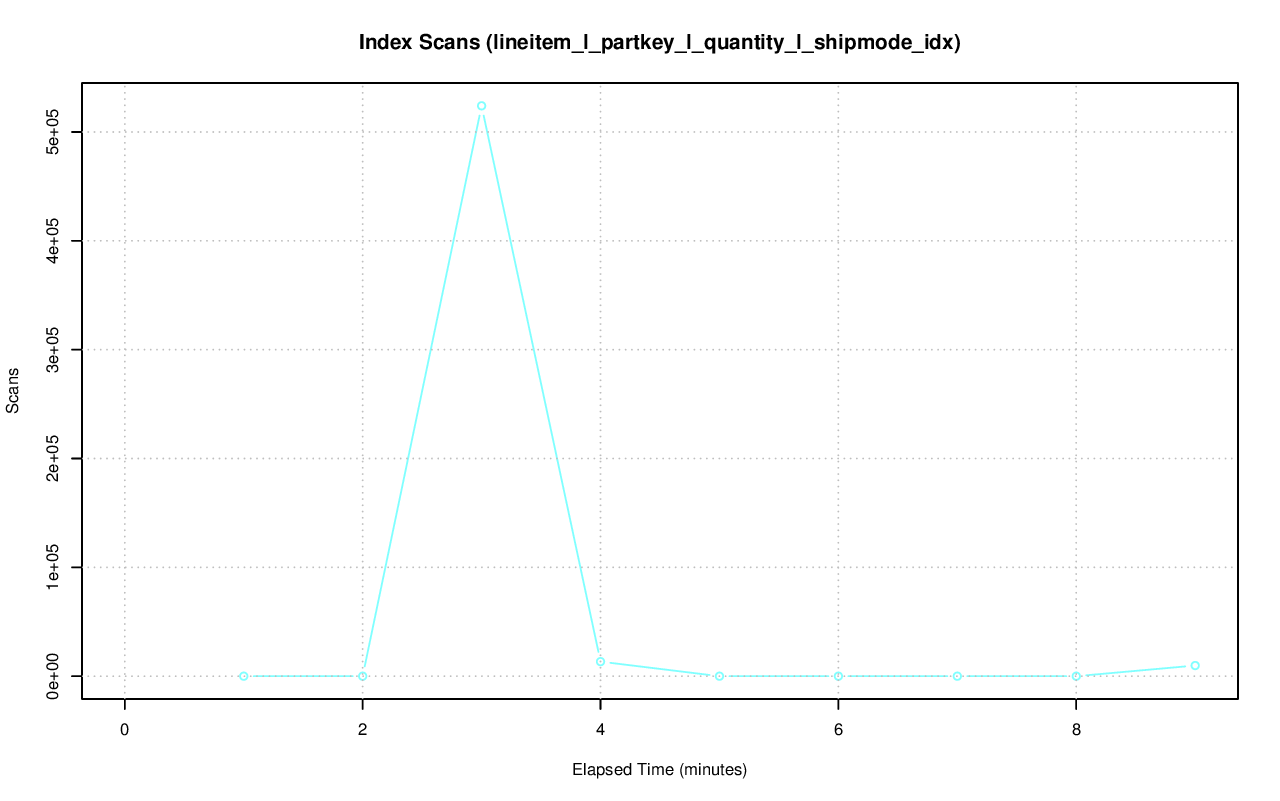 Index Scans (lineitem_l_partkey_l_quantity_l_shipmode_idx)
5e+05
4e+05
3e+05
2e+05
1e+05
0e+00
Scans
0 2 4 6 8
Elapsed Time (minutes)